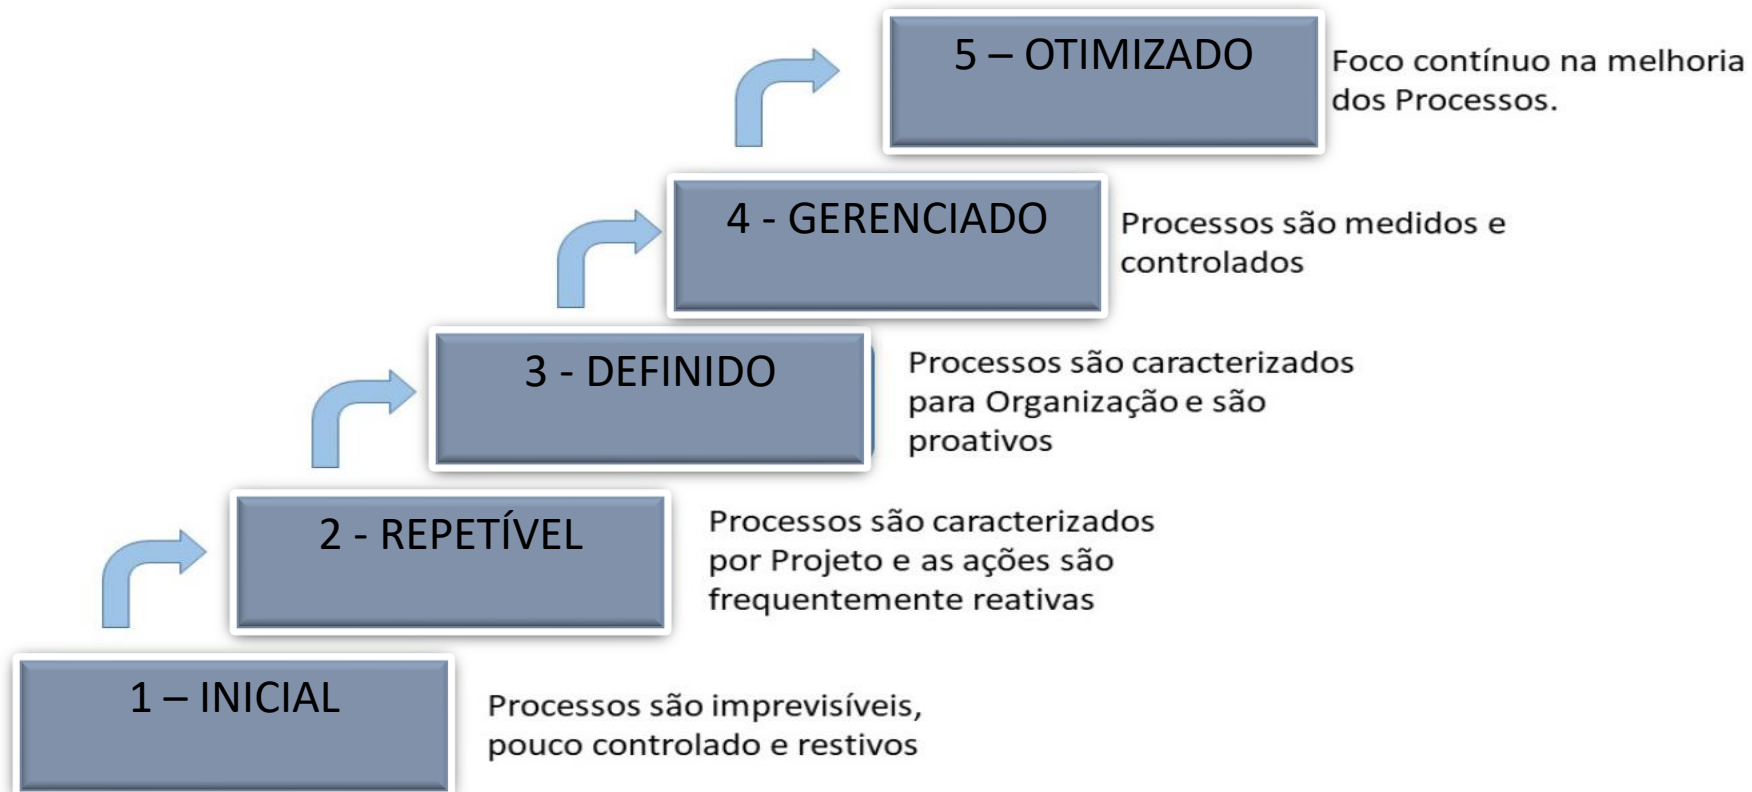 5 – OTIMIZADO
Foco contínuo na melhoria
dos Processos.
4 - GERENCIADO
Processos são medidos e
controlados
3 - DEFINIDO
Processos são caracterizados
para Organização e são
proativos
2 - REPETÍVEL
Processos são caracterizados
por Projeto e as ações são
frequentemente reativas
1 – INICIAL
Processos são imprevisíveis,
pouco controlado e restivos